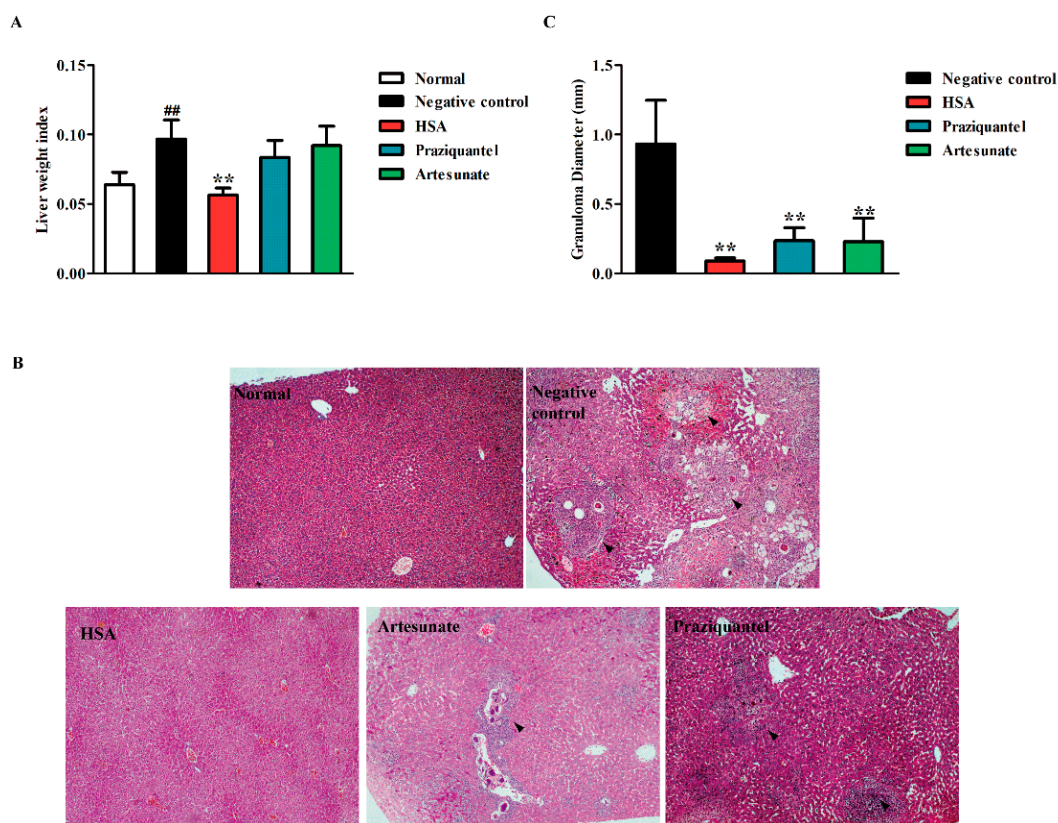 A
Liver weight index
0.15
0.10
0.05
0.00
##
**
Normal
Negative control
HSA
Praziquantel
Artesunate
C
Granuloma Diameter (mm)
1.5
1.0
0.5
0.0
**
**
**
Negative control
HSA
Praziquantel
Artesunate
B
Normal
Negative
control
HSA
Artesunate
Praziquantel